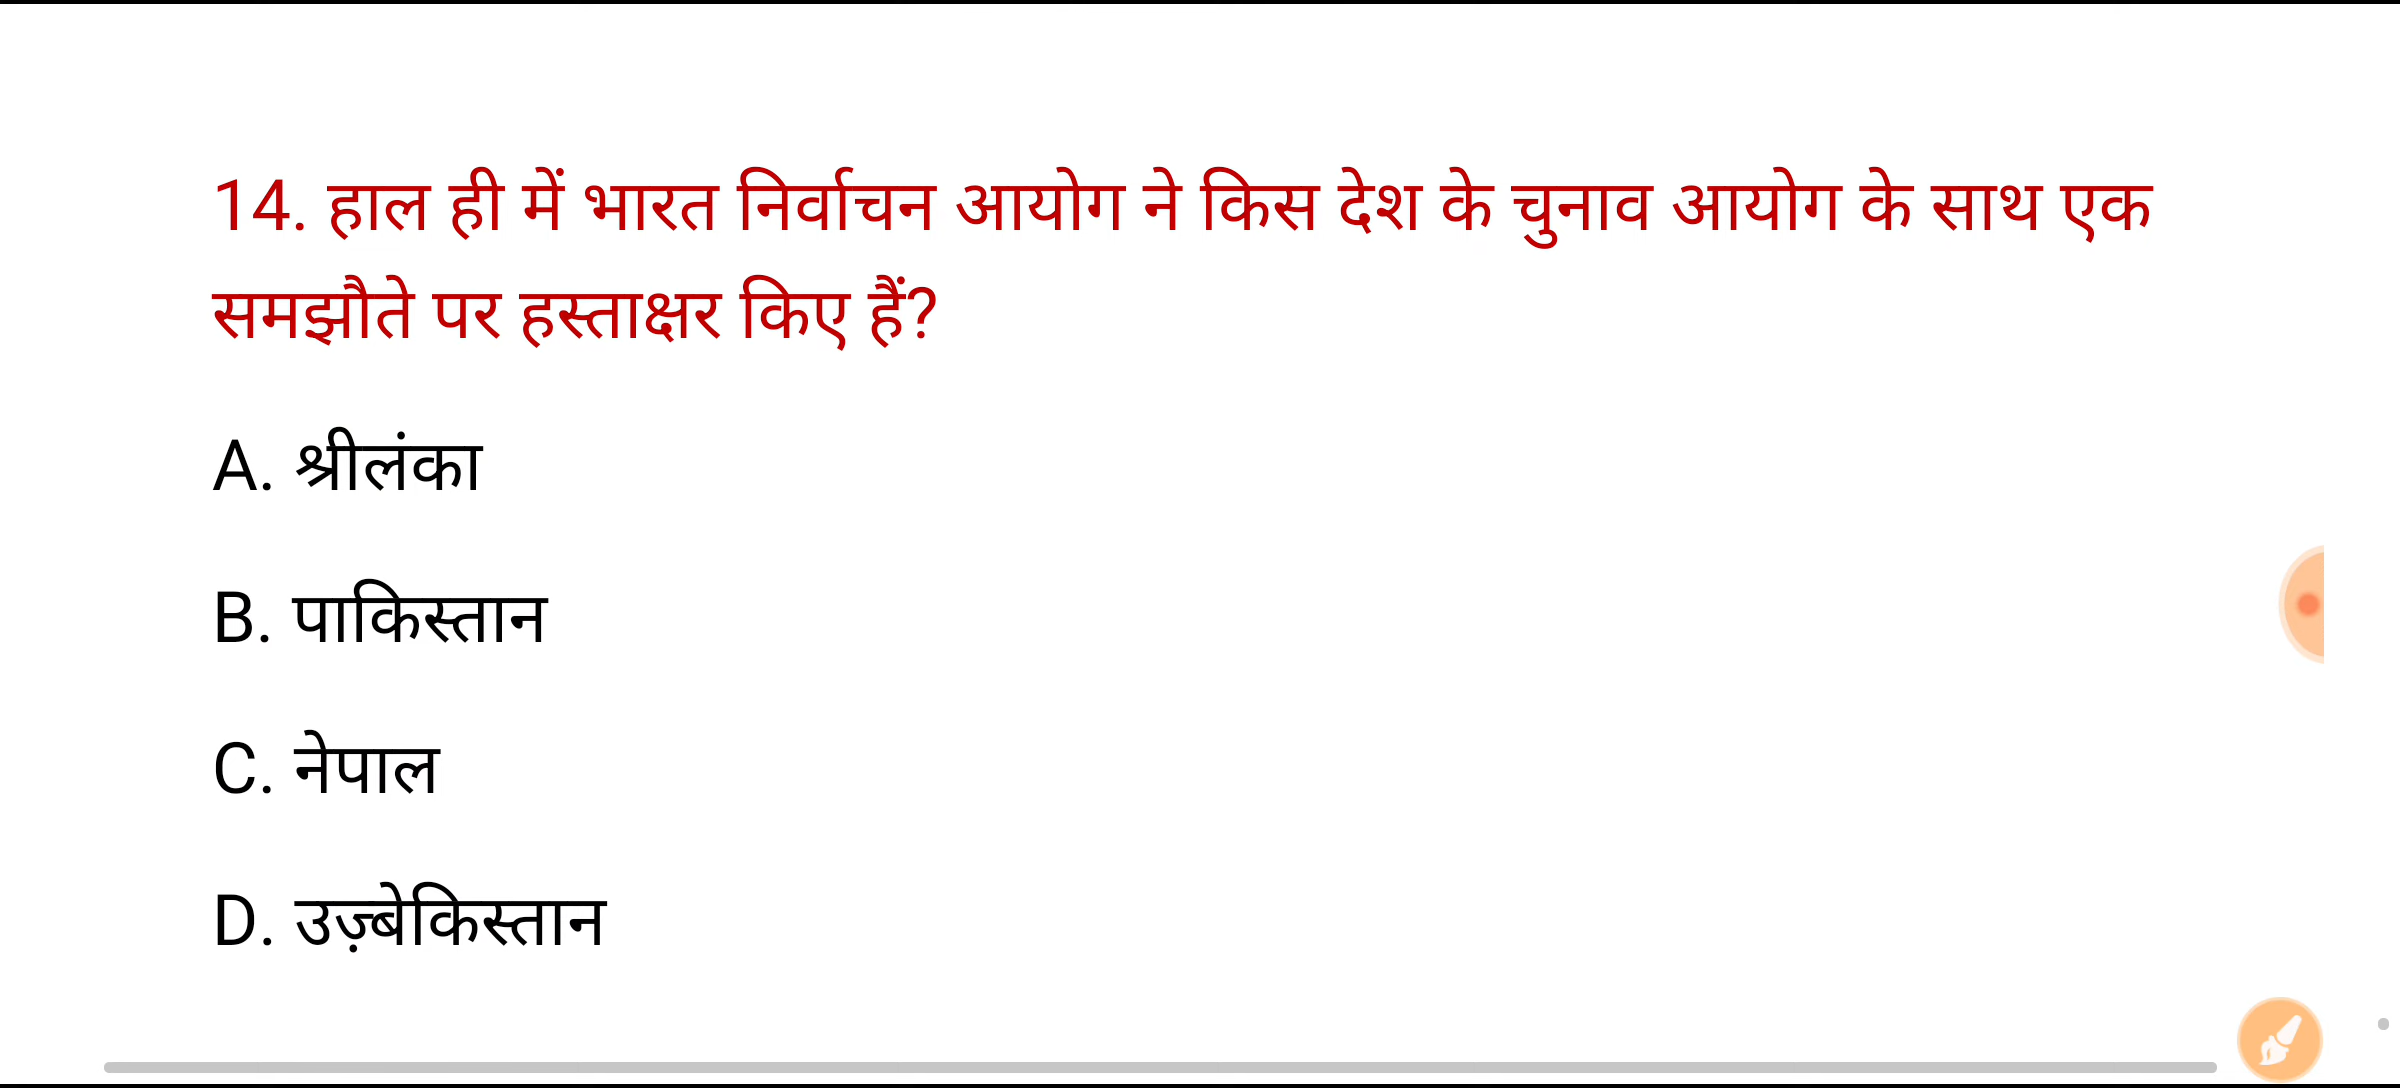 14. हाल ही में भारत निर्वाचन आयोग ने किस देश के चुनाव आयोग के साथ एक
समझौते पर हस्ताक्षर किए हैं?
A. श्रीलंका
B. पाकिस्तान
C. नेपाल
D. उज़्बेकिस्तान